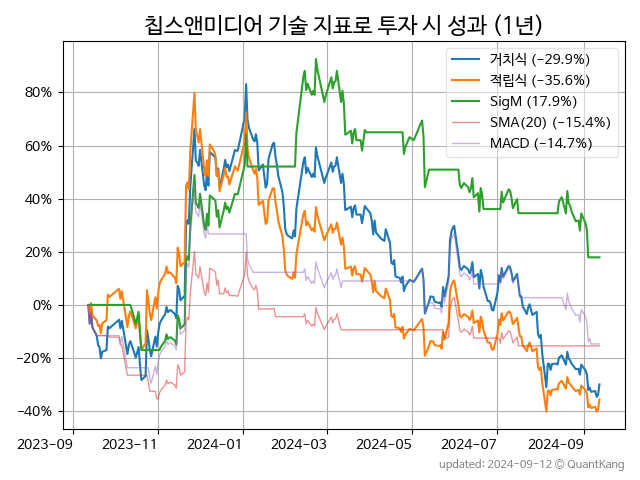 칩스앤미디어 기술 지표로 투자 시 성과 (1년)
거치식 (−29.9%)
적립식 (−35.6%)
SigM (17.9%)
SMA(20) (−15.4%)
MACD (−14.7%)
80%
60%
40%
20%
0%
−20%
−40%
2023-09 2023-11 2024-01 2024-03 2024-05 2024-07 2024-09
updated: 2024-09-12 © QuantKang